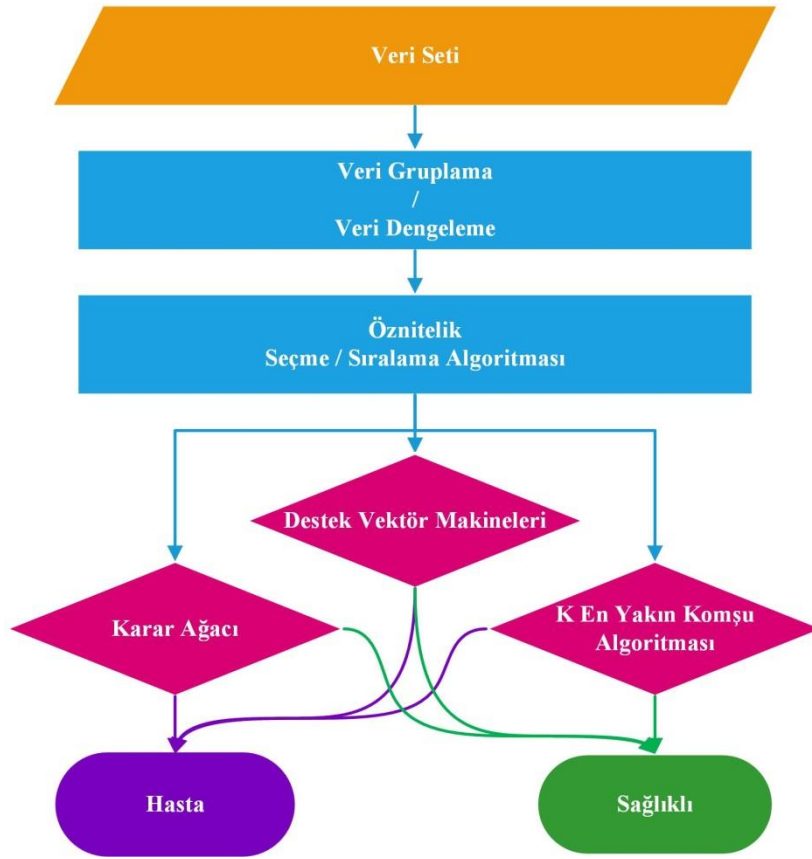 Veri Seti
Veri Gruplama
/
Veri Dengeleme
Öznitelik
Seçme / Sıralama Algoritması
Destek Vektör Makineleri
Karar Ağacı
K En Yakın Komşu
Algoritması
Hasta
Sağlıklı